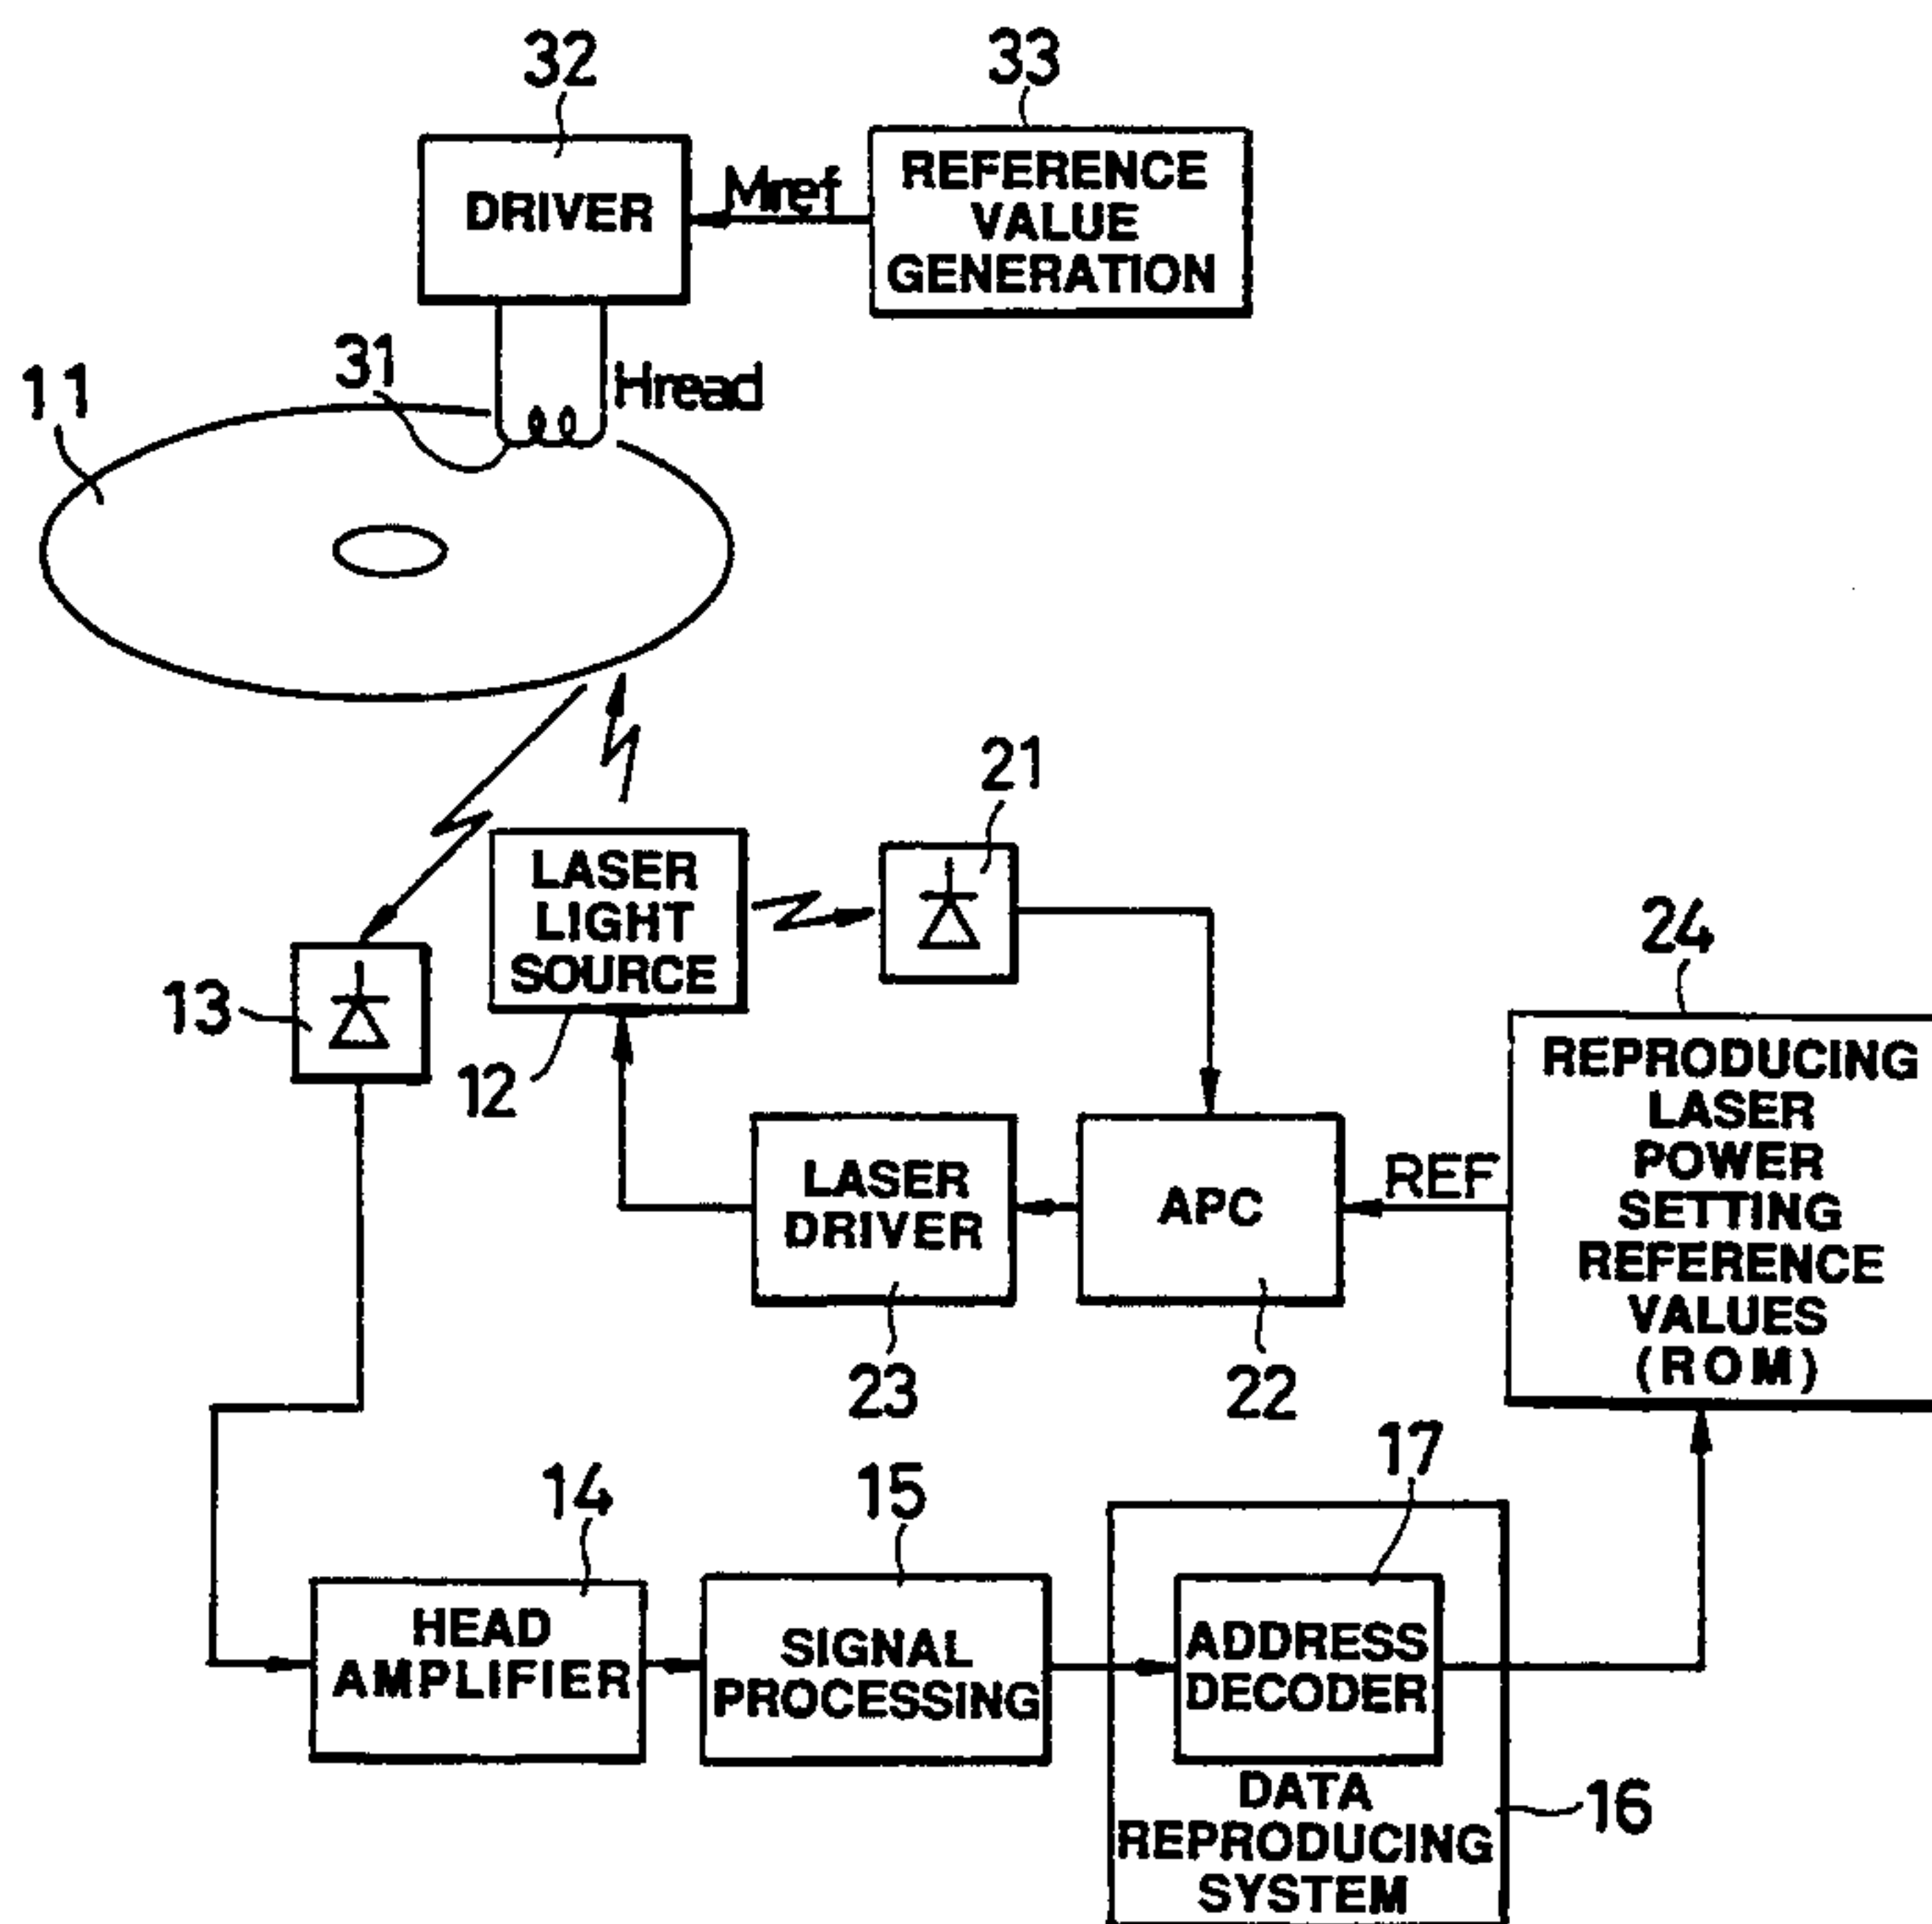 32
33
DRIVER
Mref
REFERENCE
VALUE
GENERATION
31
Hread
11
21
LASER
LIGHT
SOURCE
24
13
12
REPRODUCING
LASER
POWER
SETTING
REFERENCE
VALUES
(ROM)
LASER
DRIVER
APC
REF
23
22
17
14
15
HEAD
AMPLIFIER
SIGNAL
PROCESSING
ADDRESS
DECODER
DATA
REPRODUCING
SYSTEM
16